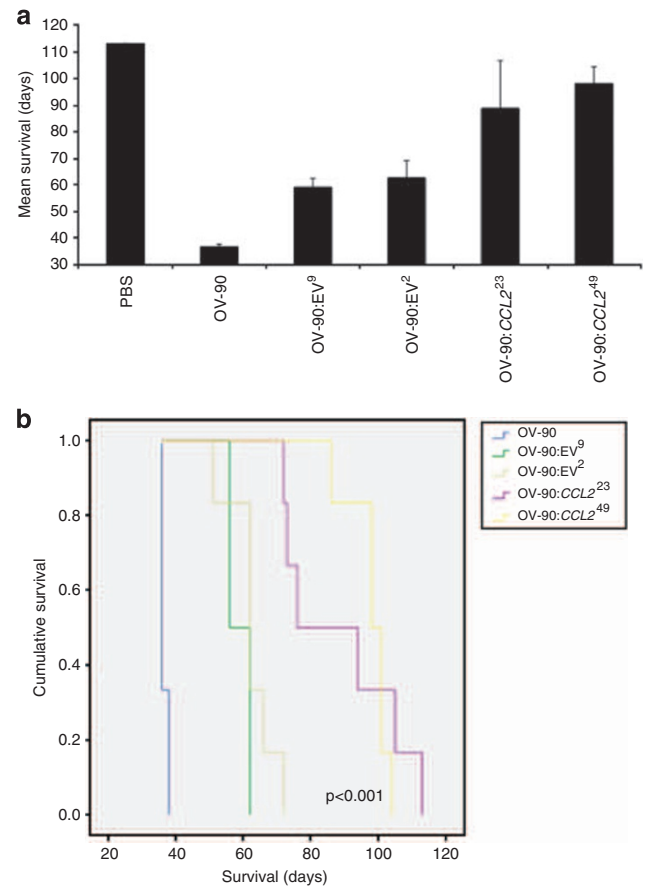 a
120
110
100
90
80
70
60
50
40
30
Mean survival (days)
PBS
OV-90
OV-90:EV9
OV-90:EV2
OV-90:CCL223
OV-90:CCL249
b
1.0
0.8
0.6
0.4
0.2
0.0
Cumulative survival
p<0.001
20 40 60 80 100 120
Survival (days)
OV-90
OV-90:EV9
OV-90:EV2
OV-90:CCL223
OV-90:CCL249